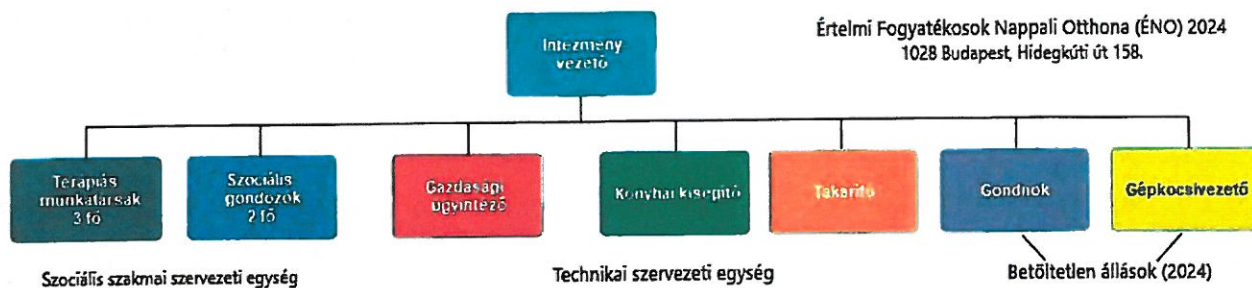 Értelmi Fogyatékosok Nappali Otthona (ÉNO) 2024
1028 Budapest, Hidegkúti út 158.
Intézmény
vezető
Terápiás
munkatársak
3 fő
Szociális
gondozók
2 fő
Gazdasági
ügyintéző
Konyhai kisegítő
Takarító
Gondnok
Gépkocsivezető
Szociális szakmai szervezeti egység
Technikai szervezeti egység
Betöltetlen állások (2024)